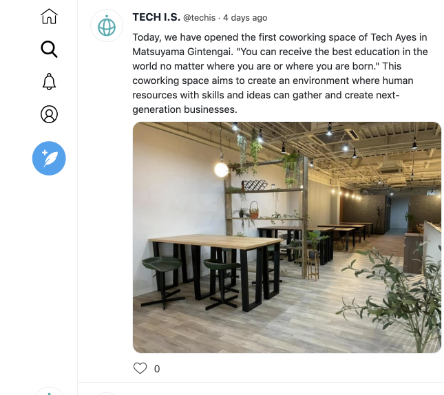 TECH I.S. @techis · 4 days ago
Today, we have opened the first coworking space of Tech Ayes in
Matsuyama Gintengai. "You can receive the best education in the
world no matter where you are or where you are born." This
coworking space aims to create an environment where human
resources with skills and ideas can gather and create next-
generation businesses.
0